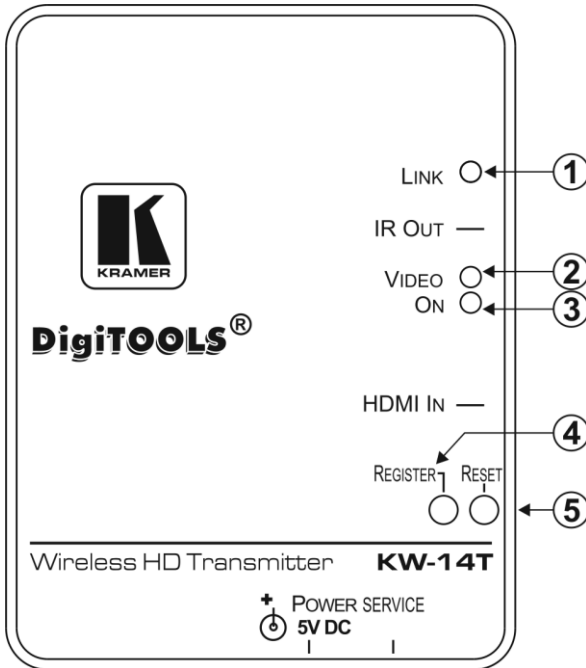 LINK 1
IR OUT
KRAMER
VIDEO 2
ON 3
DigiTOOLS®
HDMI IN
4
REGISTER RESET
5
Wireless HD Transmitter KW-14T
+ POWER SERVICE
5V DC